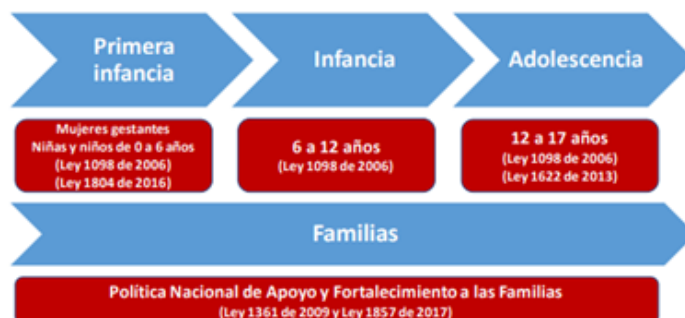 Primera
infancia
Infancia
Adolescencia
Mujeres gestantes
Niñas y niños de 0 a 6 años
(Ley 1098 de 2006)
(Ley 1804 de 2016)
6 a 12 años
(Ley 1098 de 2006)
12 a 17 años
(Ley 1098 de 2006)
(Ley 1622 de 2013)
Familias
Política Nacional de Apoyo y Fortalecimiento a las Familias
(Ley 1361 de 2009 y Ley 1857 de 2017)